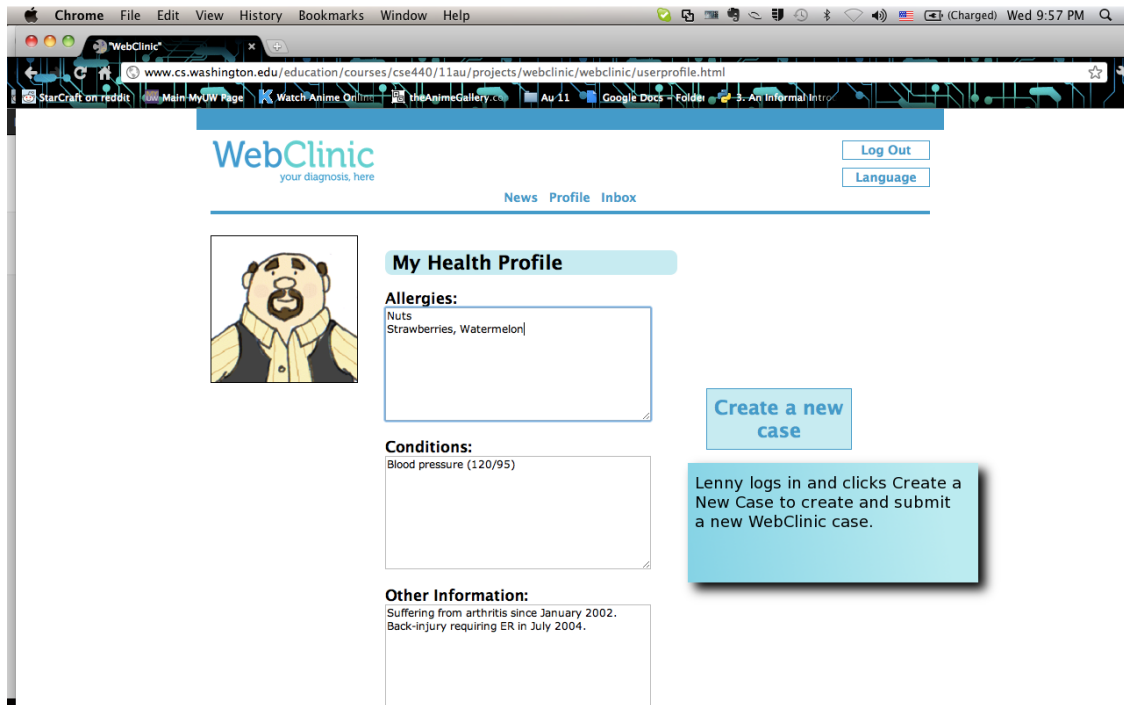 Chrome File Edit View History Bookmarks Window Help (Charged) Wed 9:57 PM
"WebClinic"
www.cs.washington.edu/education/courses/cse440/11au/projects/webclinic/webclinic/userprofile.html
StarCraft on reddit UW Main MyUW Page K Watch Anime Online theAnimeGallery.co Au 11 Google Docs - Folder 3. An Informal Intro
WebClinic
your diagnosis, here
Log Out
Language
News Profile Inbox
My Health Profile
Allergies:
Nuts
Strawberries, Watermelon
Create a new
case
Conditions:
Blood pressure (120/95)
Lenny logs in and clicks Create a
New Case to create and submit
a new WebClinic case.
Other Information:
Suffering from arthritis since January 2002.
Back-injury requiring ER in July 2004.